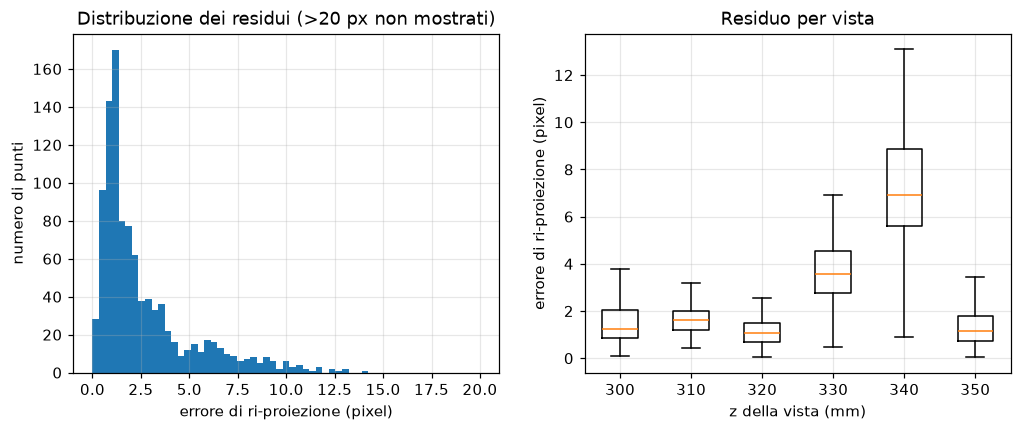 Distribuzione dei residui (>20 px non mostrati)
numero di punti
160
140
120
100
80
60
40
20
0
0.0 2.5 5.0 7.5 10.0 12.5 15.0 17.5 20.0
errore di ri-proiezione (pixel)
Residuo per vista
errore di ri-proiezione (pixel)
12
10
8
6
4
2
0
300 310 320 330 340 350
z della vista (mm)